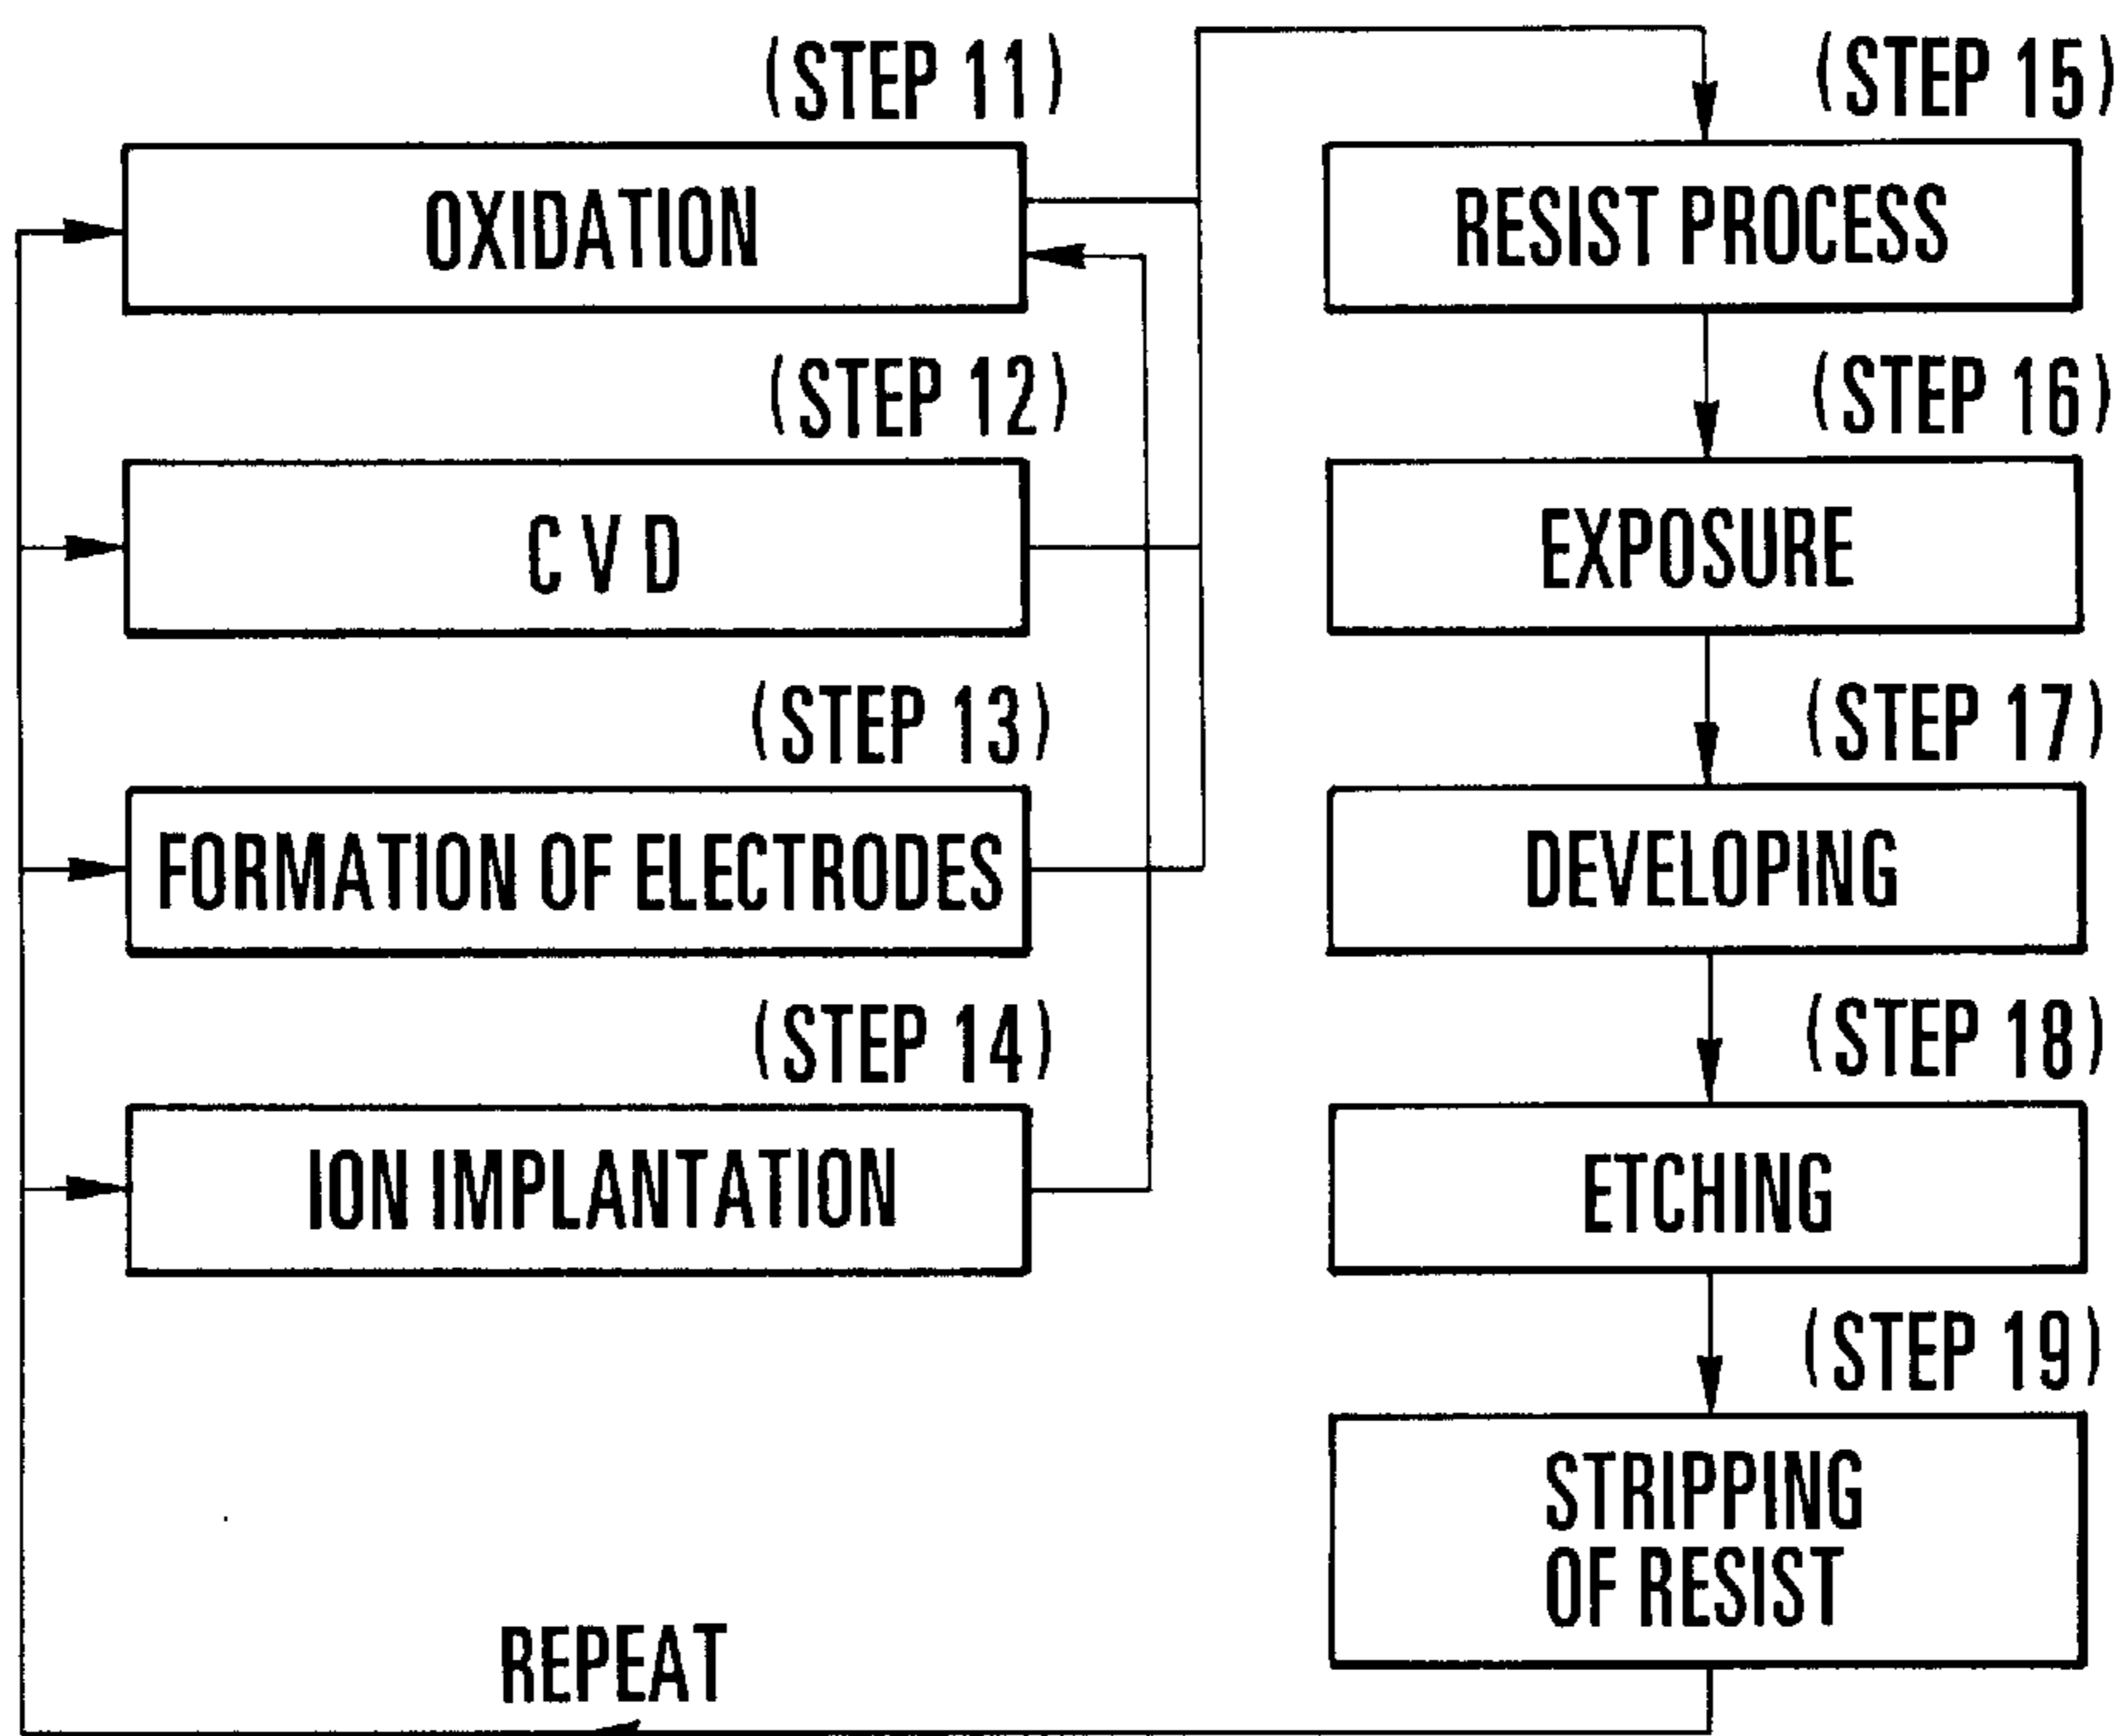 (STEP 11)
OXIDATION
(STEP 12)
CVD
(STEP 13)
FORMATION OF ELECTRODES
(STEP 14)
ION IMPLANTATION
(STEP 15)
RESIST PROCESS
(STEP 16)
EXPOSURE
(STEP 17)
DEVELOPING
(STEP 18)
ETCHING
(STEP 19)
STRIPPING
OF RESIST
REPEAT